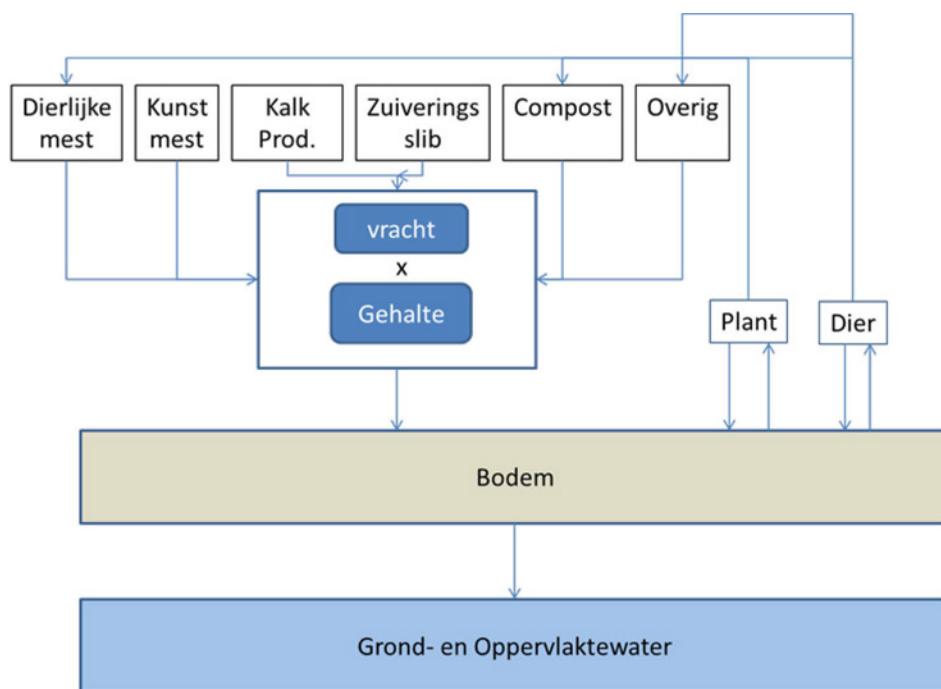 Dierlijke
mest
Kunst
mest
Kalk
Prod.
Zuiverings
slib
Compost
Overig
vracht
x
Gehalte
Plant
Dier
Bodem
Grond- en Oppervlaktewater